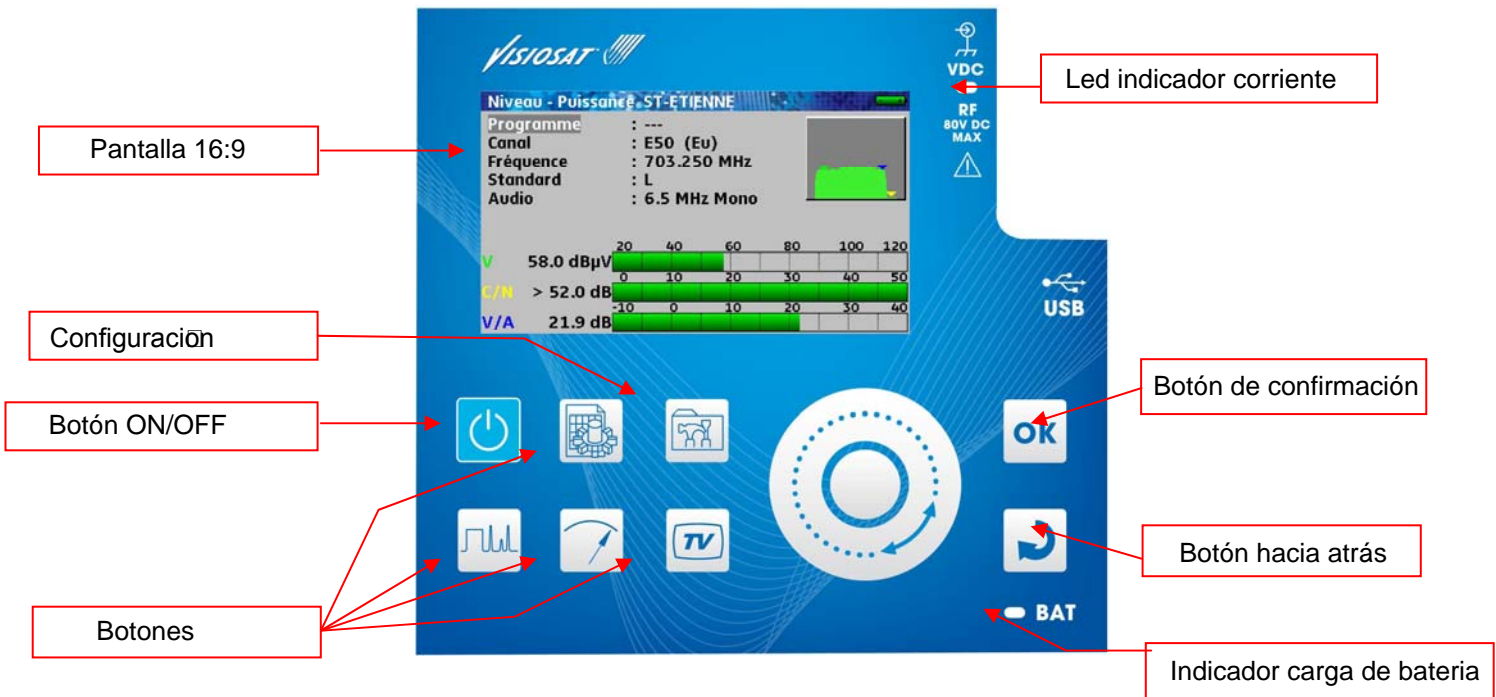 VISIOSAT
VDC
Led indicador corriente
RF
80V DC
MAX
Niveau - Puissance ST-ETIENNE
Programme : ---
Canal : E50 (Eu)
Fréquence : 703.250 MHz
Standard : L
Audio : 6.5 MHz Mono
Pantalla 16:9
20 40 60 80 100 120
V 58.0 dBµV
0 10 20 30 40 50
C/N > 52.0 dB
-10 0 10 20 30 40
V/A 21.9 dB
USB
Configuración
Botón de confirmación
Botón ON/OFF
OK
TV
Botón hacia atrás
Botones
BAT
Indicador carga de bateria